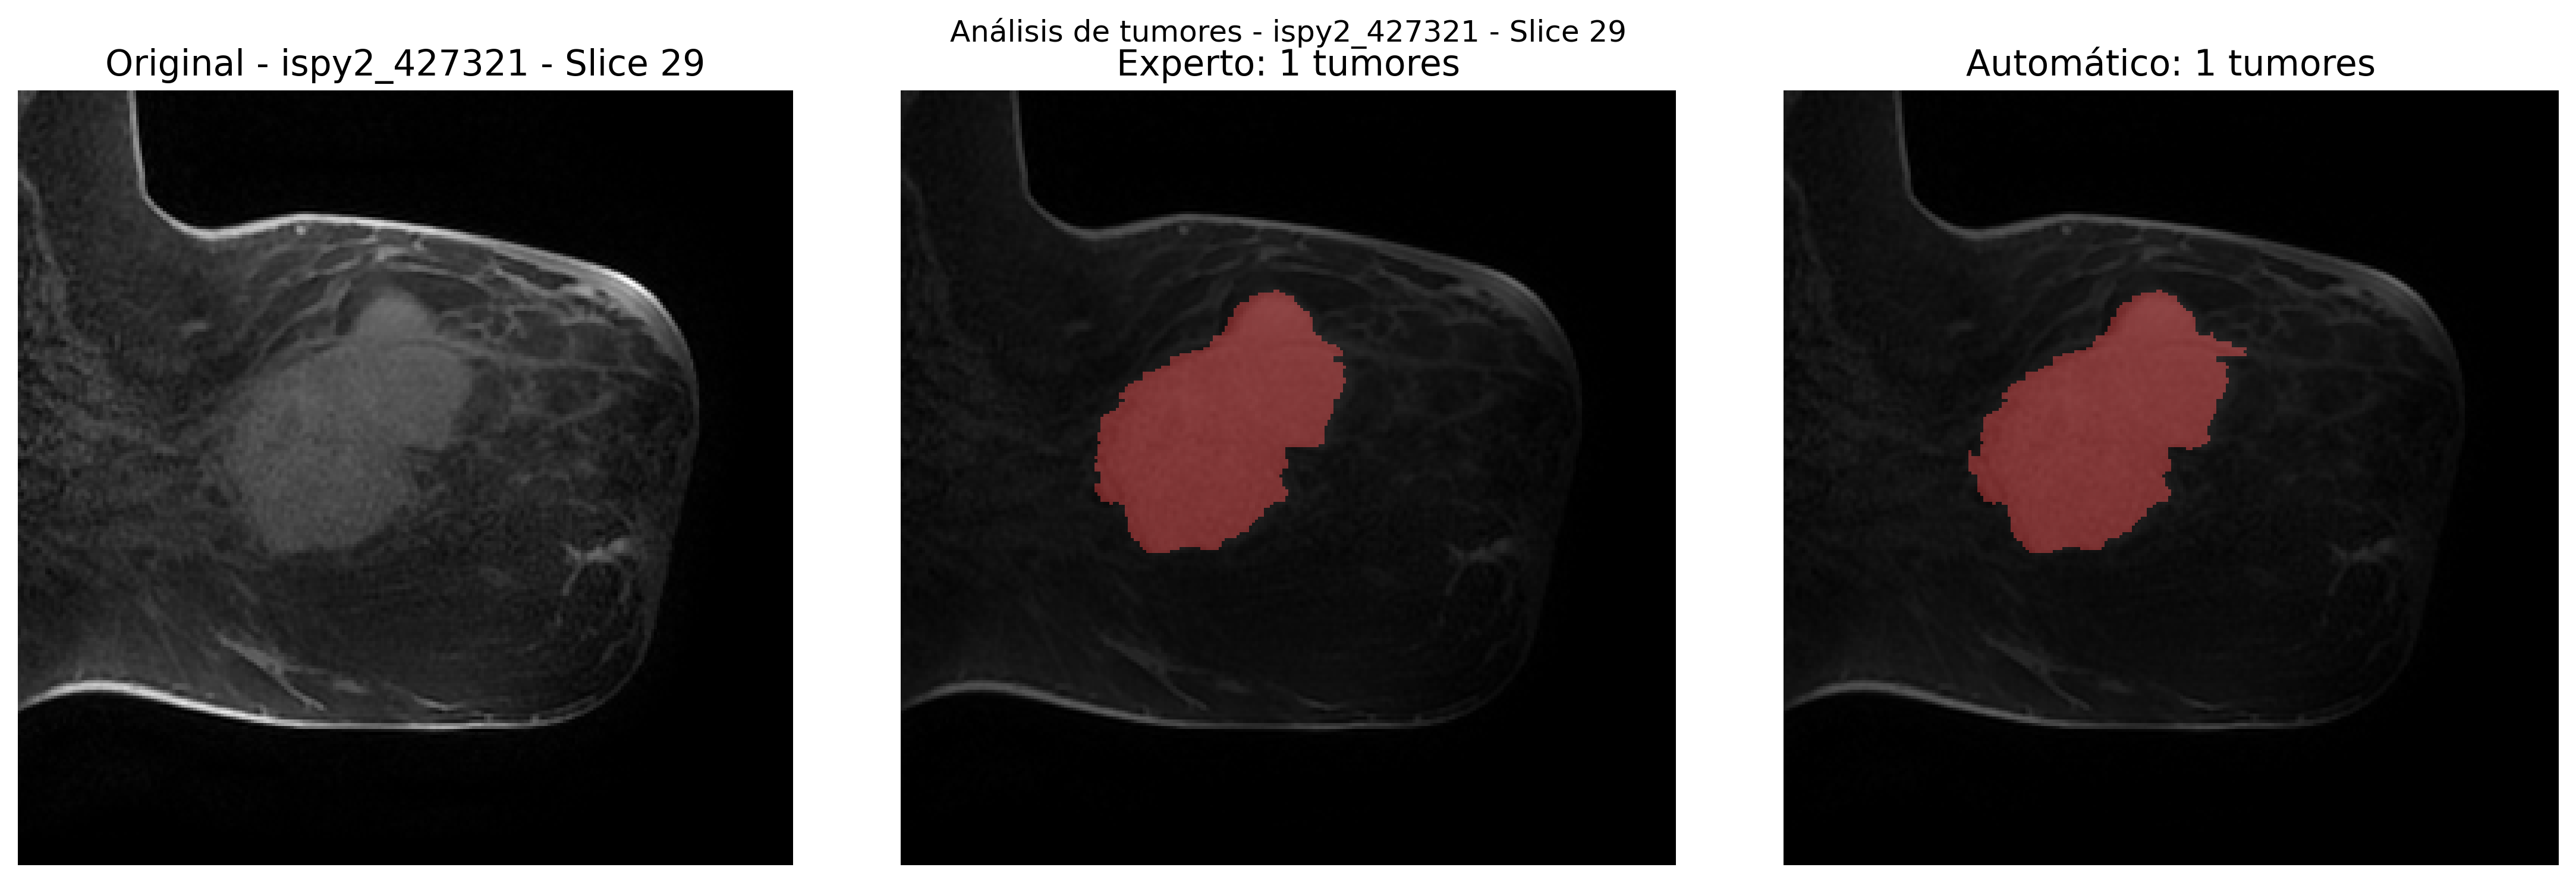 Análisis de tumores - ispy2_427321 - Slice 29
Original - ispy2_427321 - Slice 29
Experto: 1 tumores
Automático: 1 tumores